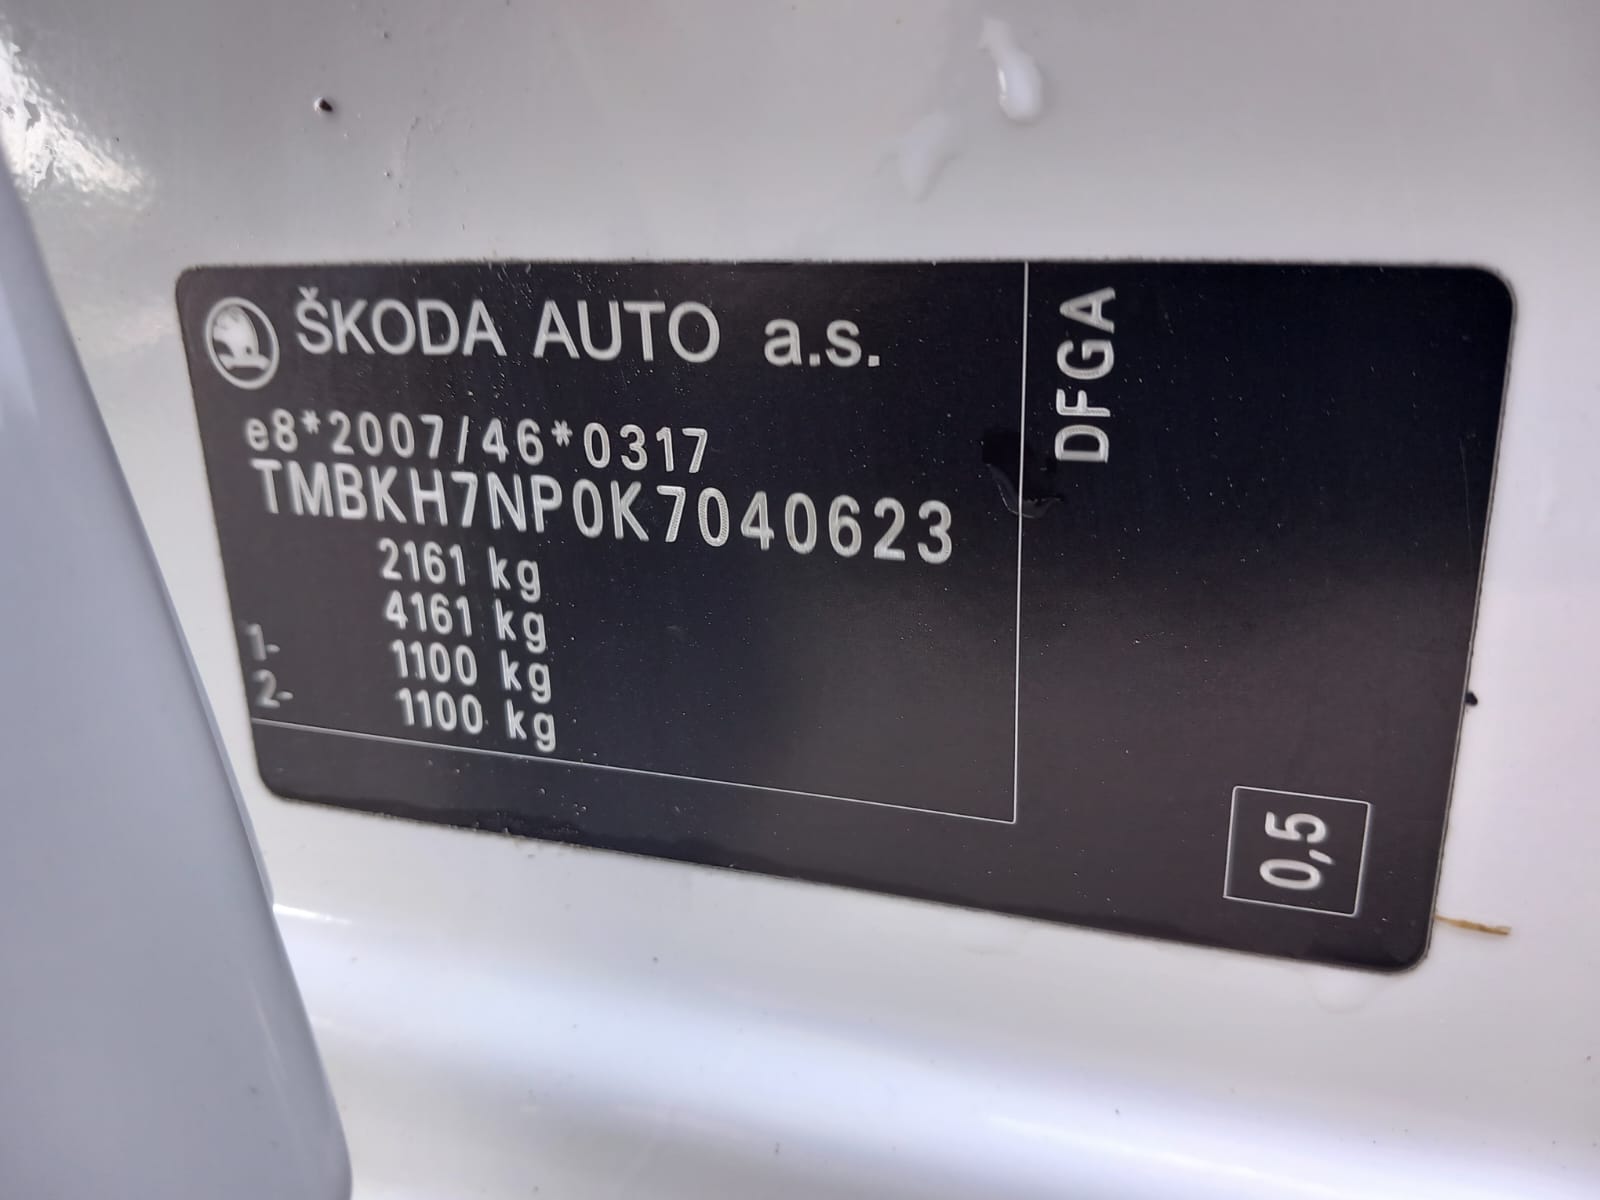 ŠKODA AUTO a.s.
e8*2007/46*0317
TMBKH7NP0K7040623
2161 kg
4161 kg
1- 1100 kg
2- 1100 kg
DFGA
0,5